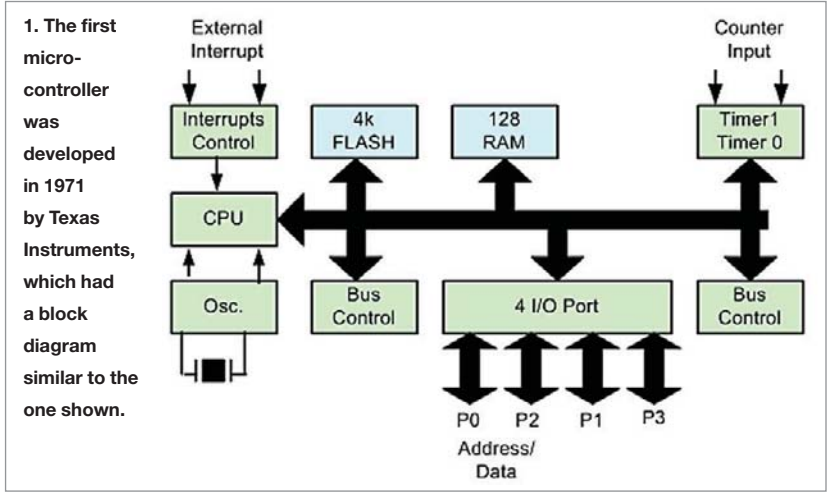 1. The first
micro-
controller
was
developed
in 1971
by Texas
Instruments,
which had
a block
diagram
similar to the
one shown.
External
Interrupt
Counter
Input
Interrupts
Control
4k
FLASH
128
RAM
Timer1
Timer 0
CPU
Osc.
Bus
Control
4 I/O Port
Bus
Control
P0 P2 P1 P3
Address/
Data